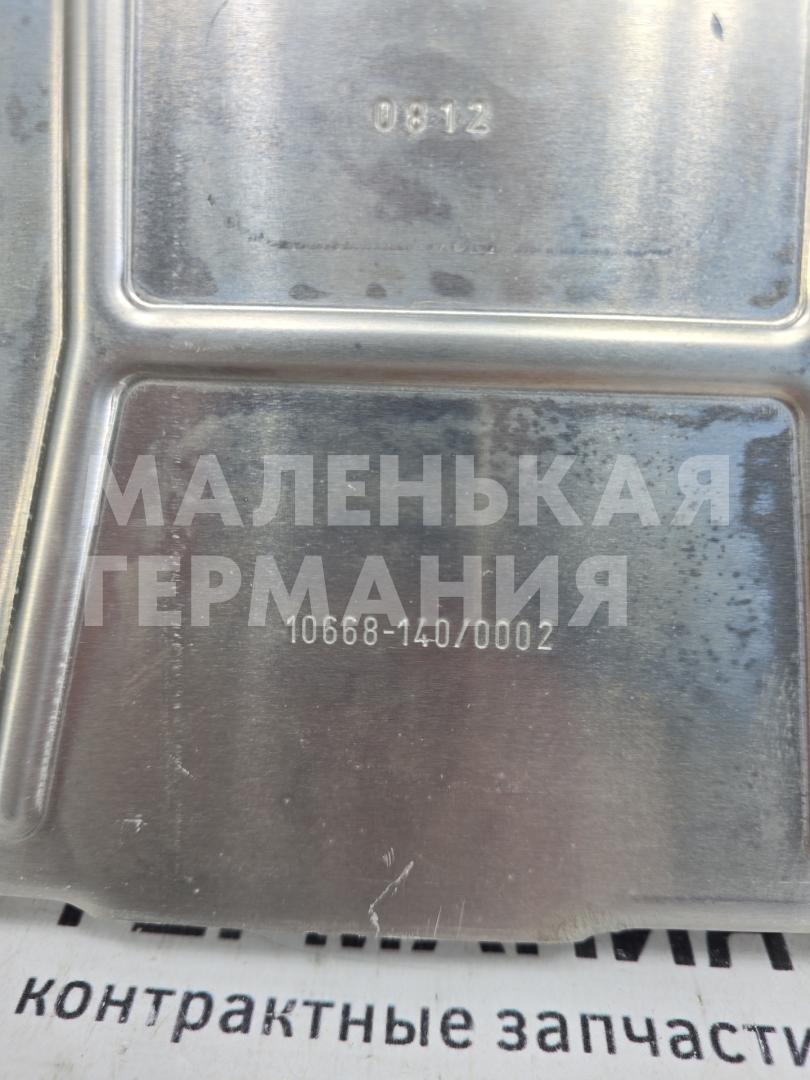 0812
МАЛЕНЬКАЯ
ГЕРМАНИЯ
10668-140/0002
контрактные запчасти